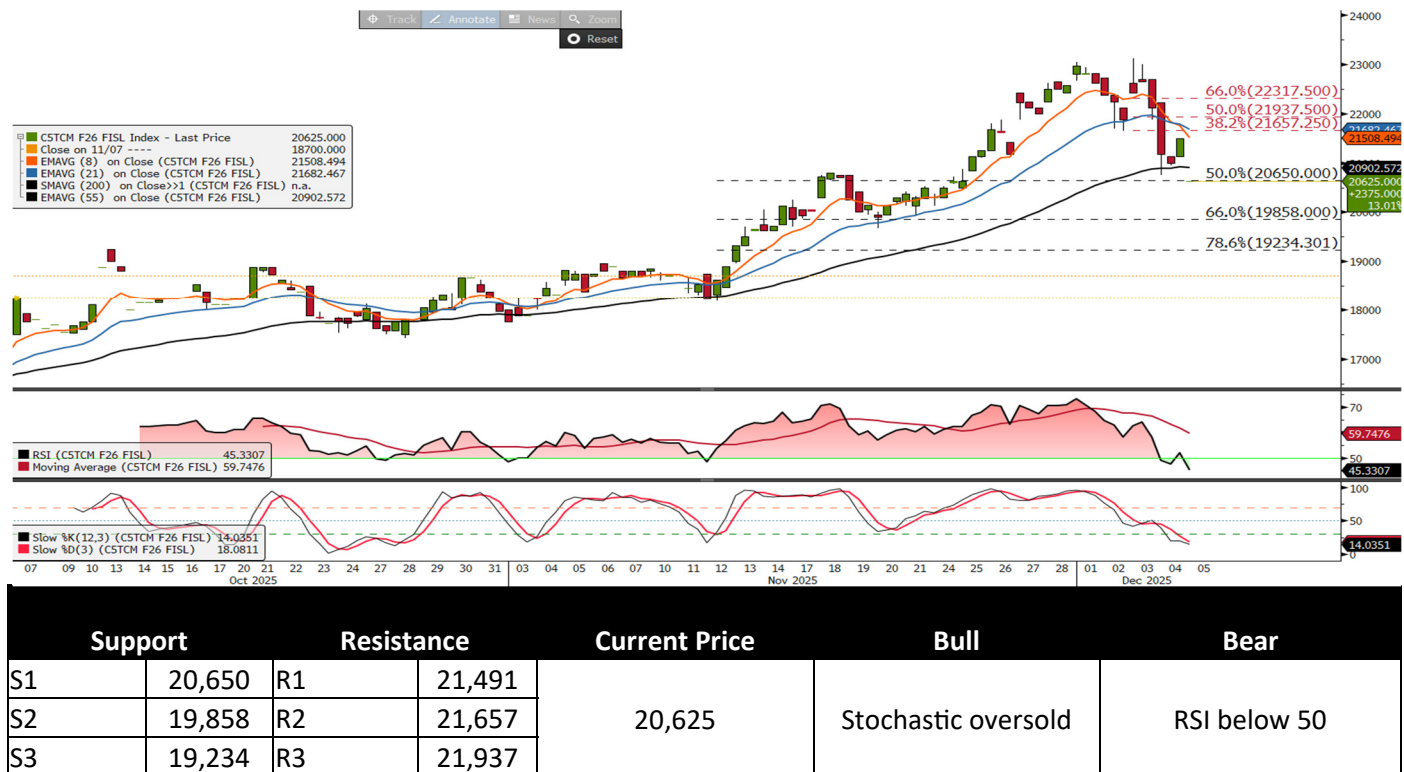 Track Annotate News Zoom
Reset
24000
23000
22000
20000
19000
18000
17000
66.0%(22317.500)
50.0%(21937.500)
38.2%(21657.250)
21682.467
21508.494
20902.572
20625.000
+2375.000
13.01%
50.0%(20650.000)
66.0%(19858.000)
78.6%(19234.301)
C5TCM F26 FISL Index - Last Price 20625.000
Close on 11/07 ---- 18700.000
EMAVG (8) on Close (C5TCM F26 FISL) 21508.494
EMAVG (21) on Close (C5TCM F26 FISL) 21682.467
SMAVG (200) on Close>>1 (C5TCM F26 FISL) n.a.
EMAVG (55) on Close (C5TCM F26 FISL) 20902.572
70
59.7476
50
45.3307
RSI (C5TCM F26 FISL) 45.3307
Moving Average (C5TCM F26 FISL) 59.7476
100
50
14.0351
0
Slow %K(12,3) (C5TCM F26 FISL) 14.0351
Slow %D(3) (C5TCM F26 FISL) 18.0811
07 09 10 13 14 15 16 17 20 21 22 23 24 27 28 29 30 31 03 04 05 06 07 10 11 12 13 14 17 18 19 20 21 24 25 26 27 28 01 02 03 04 05
Oct 2025 Nov 2025 Dec 2025
Support Resistance Current Price Bull Bear
S1 20,650 R1 21,491
S2 19,858 R2 21,657 20,625 Stochastic oversold RSI below 50
S3 19,234 R3 21,937